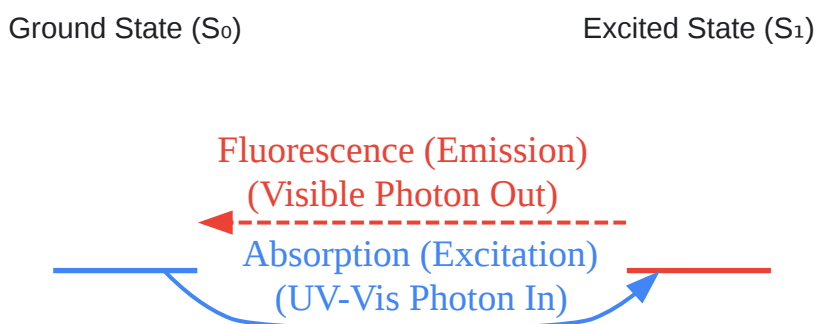 Ground State (S₀)
Excited State (S₁)
Fluorescence (Emission)
(Visible Photon Out)
Absorption (Excitation)
(UV-Vis Photon In)